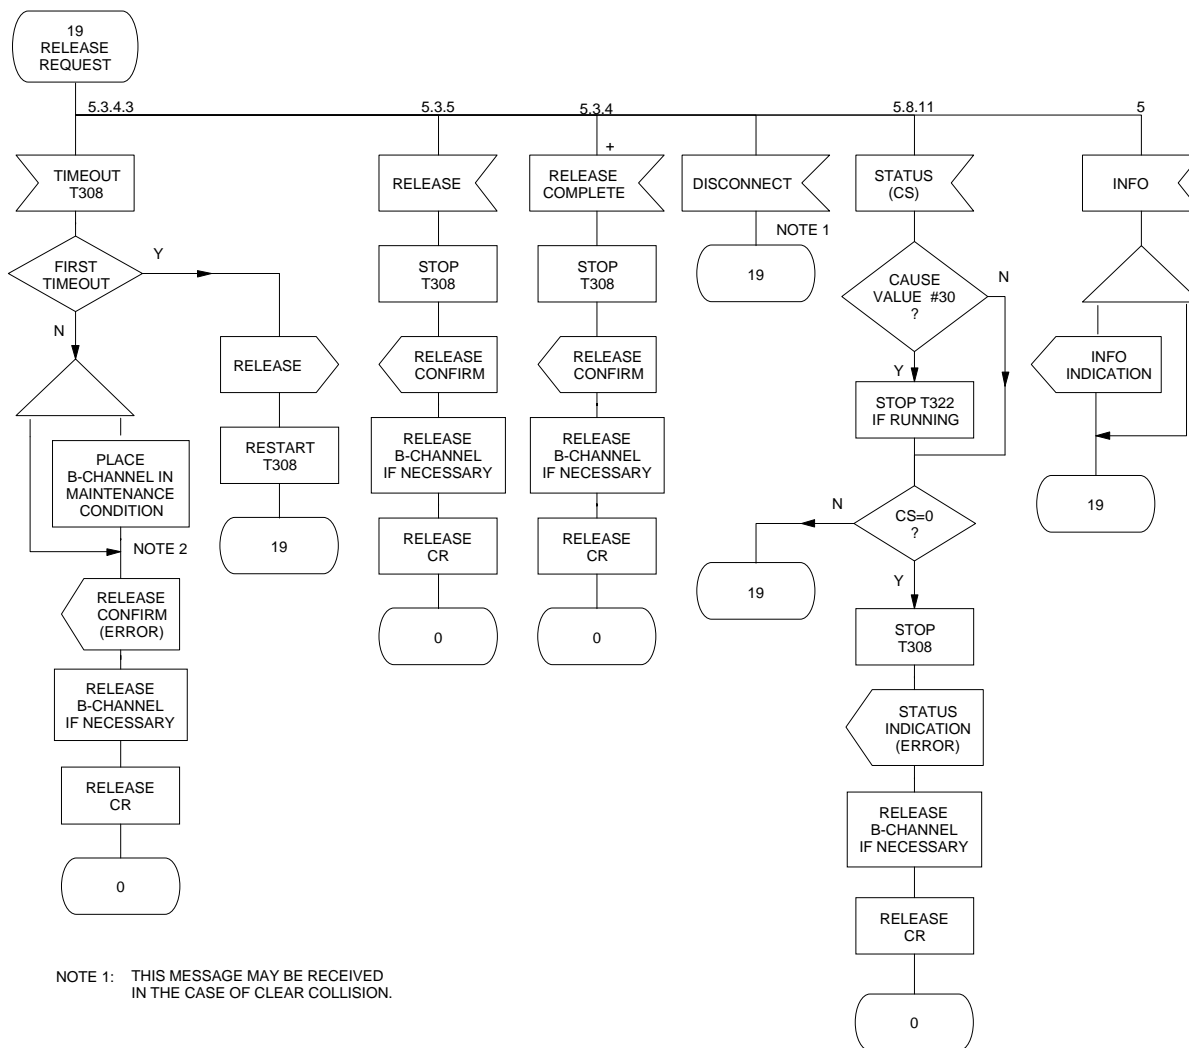 19
RELEASE
REQUEST
5.3.4.3
5.3.5
5.3.4
5.8.11
5
+
TIMEOUT
T308
RELEASE
RELEASE
COMPLETE
DISCONNECT
STATUS
(CS)
INFO
NOTE 1
FIRST
TIMEOUT
Y
N
STOP
T308
STOP
T308
19
CAUSE
VALUE #30
?
N
Y
RELEASE
RELEASE
CONFIRM
RELEASE
CONFIRM
INFO
INDICATION
STOP T322
IF RUNNING
PLACE
B-CHANNEL IN
MAINTENANCE
CONDITION
RESTART
T308
RELEASE
B-CHANNEL
IF NECESSARY
RELEASE
B-CHANNEL
IF NECESSARY
19
N
CS=0
?
Y
NOTE 2
19
RELEASE
CR
RELEASE
CR
19
RELEASE
CONFIRM
(ERROR)
0
0
STOP
T308
RELEASE
B-CHANNEL
IF NECESSARY
STATUS
INDICATION
(ERROR)
RELEASE
CR
RELEASE
B-CHANNEL
IF NECESSARY
0
RELEASE
CR
NOTE 1: THIS MESSAGE MAY BE RECEIVED
IN THE CASE OF CLEAR COLLISION.
0